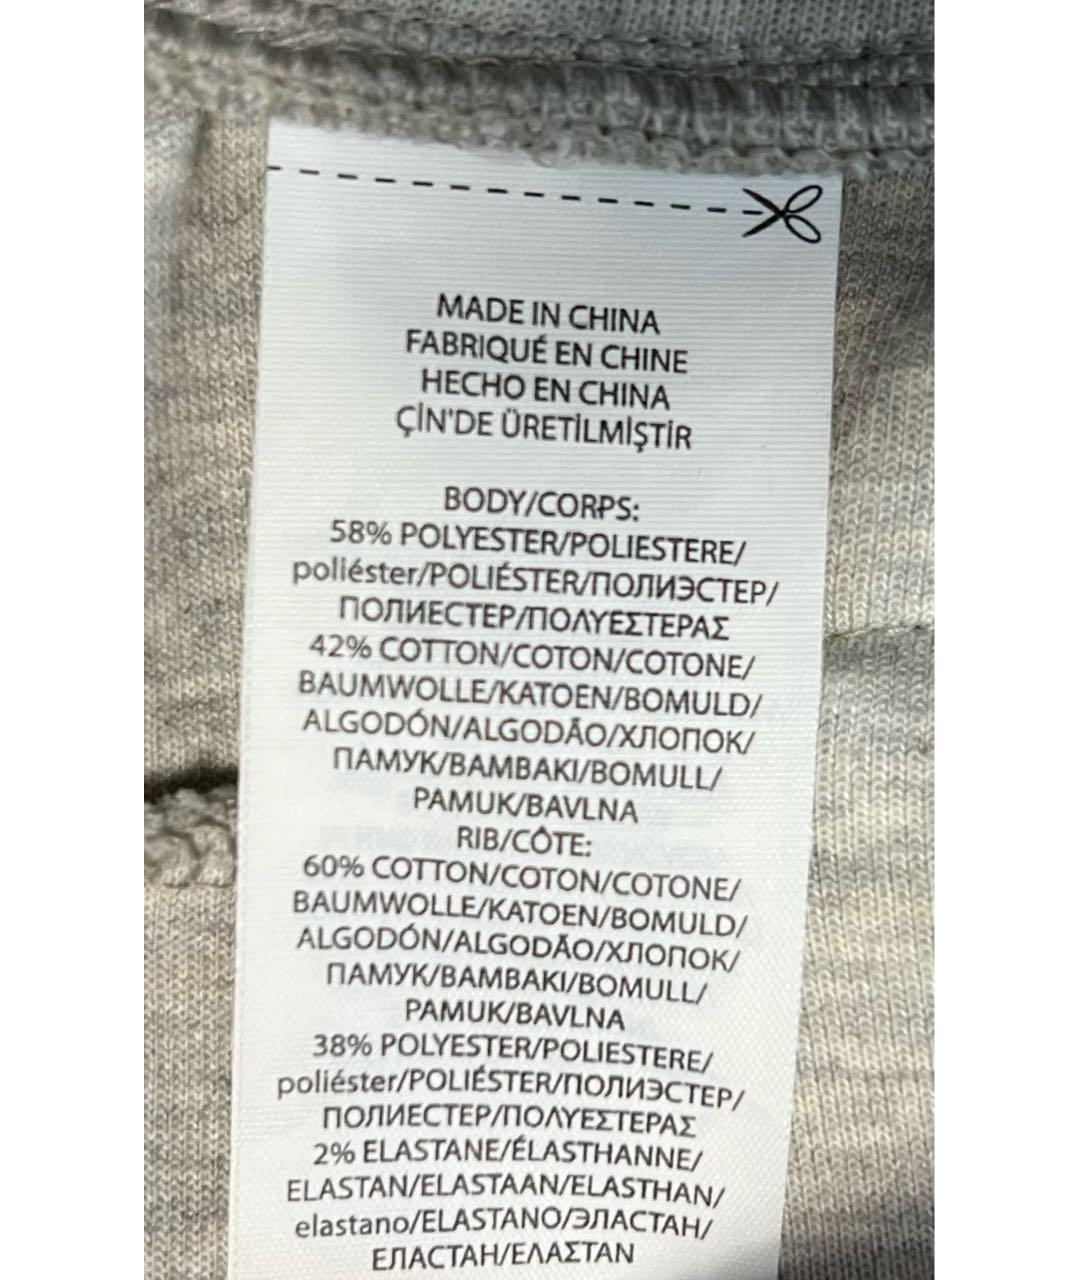 MADE IN CHINA
FABRIQUÉ EN CHINE
HECHO EN CHINA
ÇİN'DE ÜRETİLMİŞTİR
BODY/CORPS:
58% POLYESTER/POLIESTERE/
poliéster/POLIÉSTER/ПОЛИЭСТЕР/
ПОЛИЕСТЕР/ΠΟΛΥΕΣΤΕΡΑΣ
42% COTTON/COTON/COTONE/
BAUMWOLLE/KATOEN/BOMULD/
ALGODÓN/ALGODÃO/ХЛОПОК/
ПАМУК/BAMBAKI/BOMULL/
PAMUK/BAVLNA
RIB/CÔTE:
60% COTTON/COTON/COTONE/
BAUMWOLLE/KATOEN/BOMULD/
ALGODÓN/ALGODÃO/ХЛОПОК/
ПАМУК/BAMBAKI/BOMULL/
PAMUK/BAVLNA
38% POLYESTER/POLIESTERE/
poliéster/POLIÉSTER/ПОЛИЭСТЕР/
ПОЛИЕСТЕР/ΠΟΛΥΕΣΤΕΡΑΣ
2% ELASTANE/ÉLASTHANNE/
ELASTAN/ELASTAAN/ELASTHAN/
elastano/ELASTANO/ЭЛАСТАН/
ЕЛАСТАН/ΕΛΑΣΤΑΝ